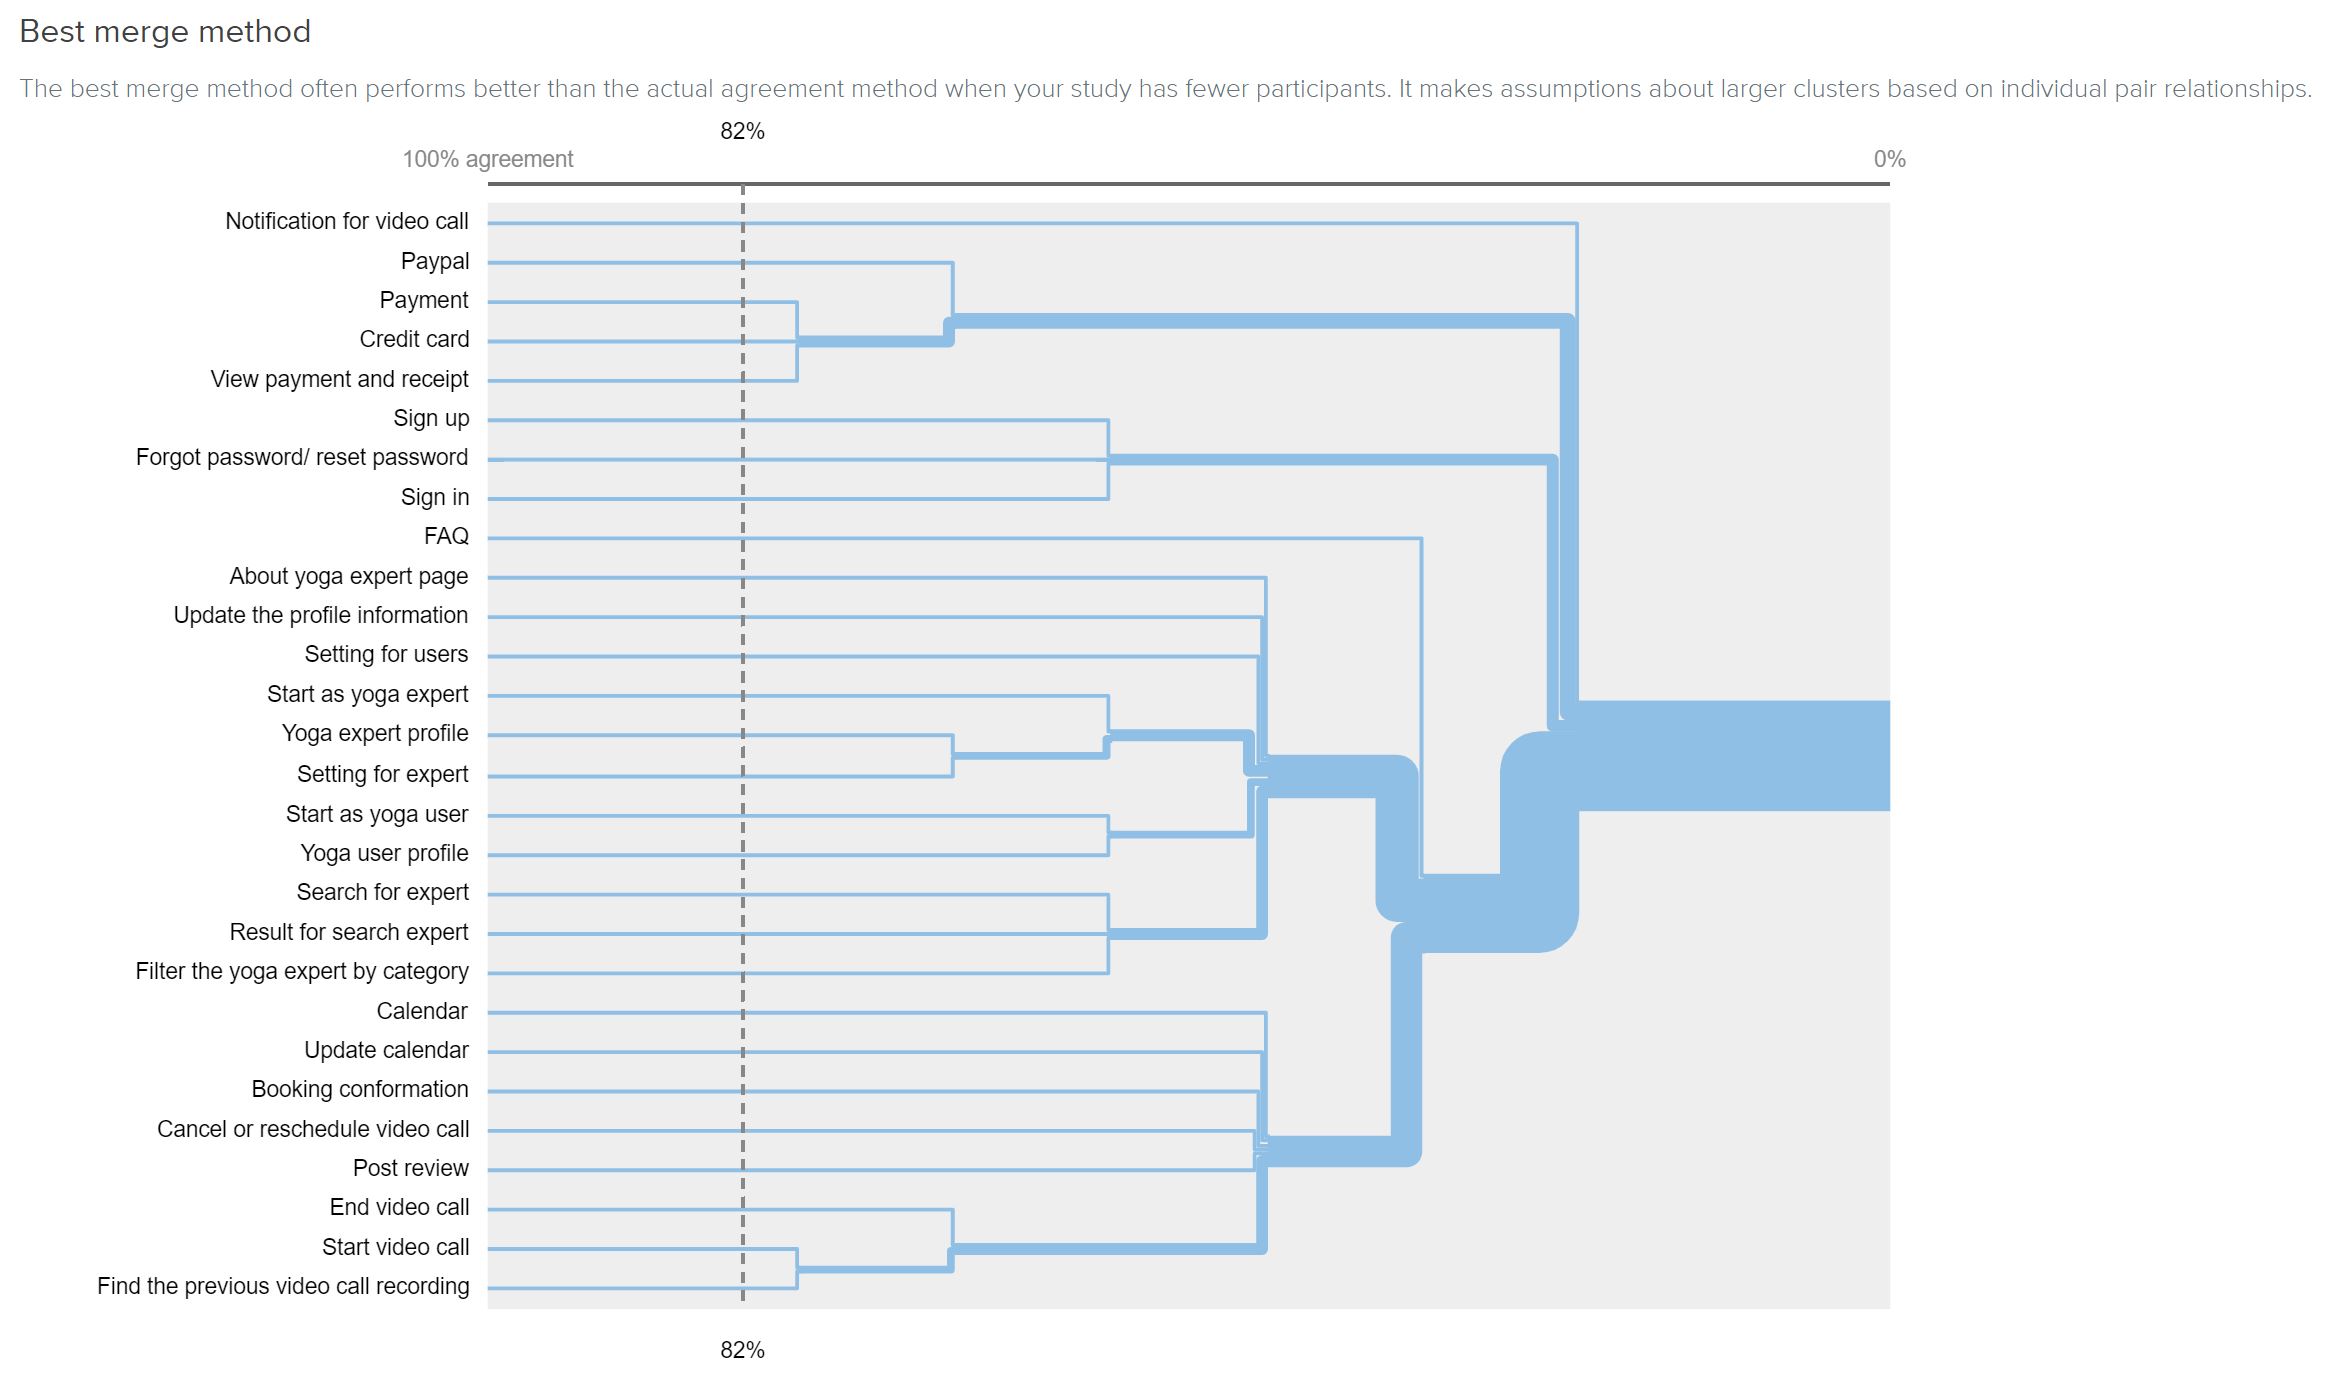 Best merge method
The best merge method often performs better than the actual agreement method when your study has fewer participants. It makes assumptions about larger clusters based on individual pair relationships.
82%
100% agreement
0%
Notification for video call
Paypal
Payment
Credit card
View payment and receipt
Sign up
Forgot password/ reset password
Sign in
FAQ
About yoga expert page
Update the profile information
Setting for users
Start as yoga expert
Yoga expert profile
Setting for expert
Start as yoga user
Yoga user profile
Search for expert
Result for search expert
Filter the yoga expert by category
Calendar
Update calendar
Booking conformation
Cancel or reschedule video call
Post review
End video call
Start video call
Find the previous video call recording
82%